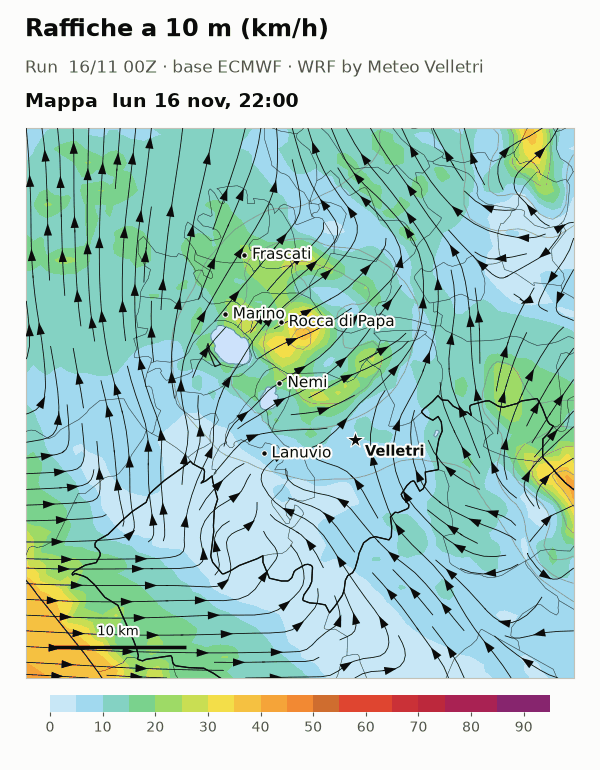 Raffiche a 10 m (km/h)
Run 16/11 00Z · base ECMWF · WRF by Meteo Velletri
Mappa lun 16 nov, 22:00
Frascati
Marino
Rocca di Papa
Nemi
Velletri
Lanuvio
10 km
0 10 20 30 40 50 60 70 80 90